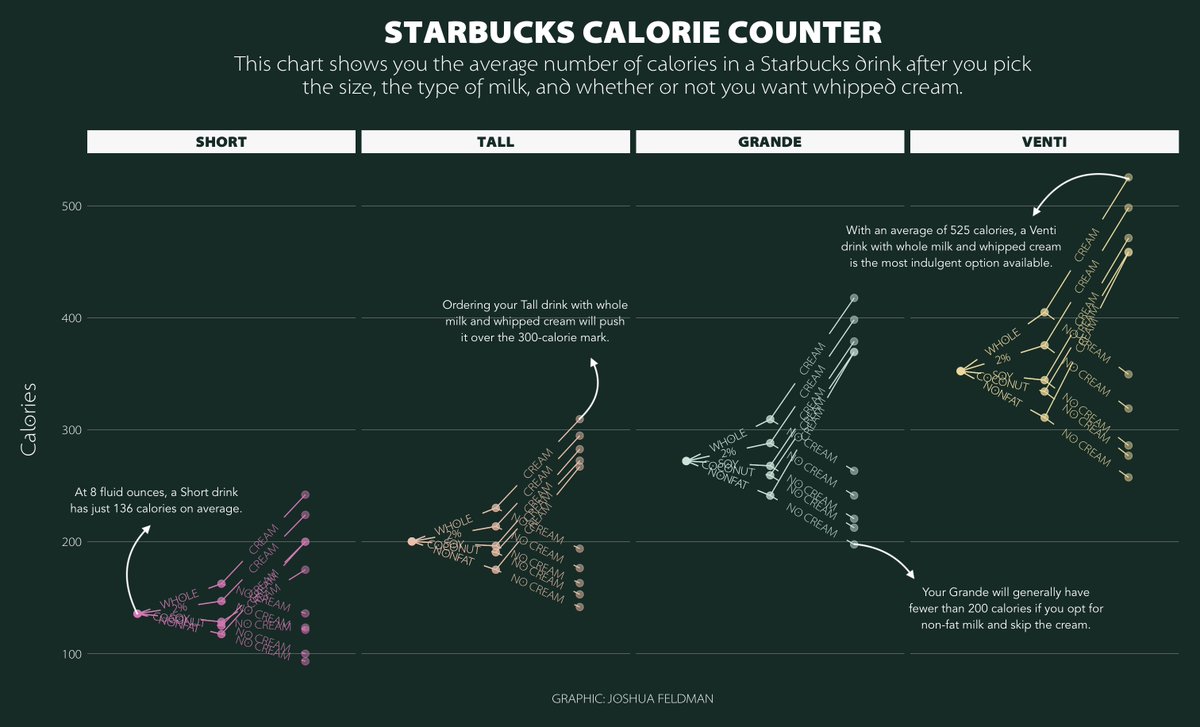 STARBUCKS CALORIE COUNTER
This chart shows you the average number of calories in a Starbucks drink after you pick
the size, the type of milk, and whether or not you want whipped cream.
SHORT
TALL
GRANDE
VENTI
500
400
300
200
100
Calories
At 8 fluid ounces, a Short drink
has just 136 calories on average.
WHOLE
2%
SOY
COCONUT
NONFAT
CREAM
CREAM
CREAM
CREAM
CREAM
NO CREAM
NO CREAM
NO CREAM
NO CREAM
NO CREAM
Ordering your Tall drink with whole
milk and whipped cream will push
it over the 300-calorie mark.
WHOLE
2%
SOY
COCONUT
NONFAT
CREAM
CREAM
CREAM
CREAM
CREAM
NO CREAM
NO CREAM
NO CREAM
NO CREAM
NO CREAM
WHOLE
2%
SOY
COCONUT
NONFAT
CREAM
CREAM
CREAM
CREAM
CREAM
NO CREAM
NO CREAM
NO CREAM
NO CREAM
NO CREAM
Your Grande will generally have
fewer than 200 calories if you opt for
non-fat milk and skip the cream.
With an average of 525 calories, a Venti
drink with whole milk and whipped cream
is the most indulgent option available.
WHOLE
2%
SOY
COCONUT
NONFAT
CREAM
CREAM
CREAM
CREAM
CREAM
NO CREAM
NO CREAM
NO CREAM
NO CREAM
NO CREAM
GRAPHIC: JOSHUA FELDMAN